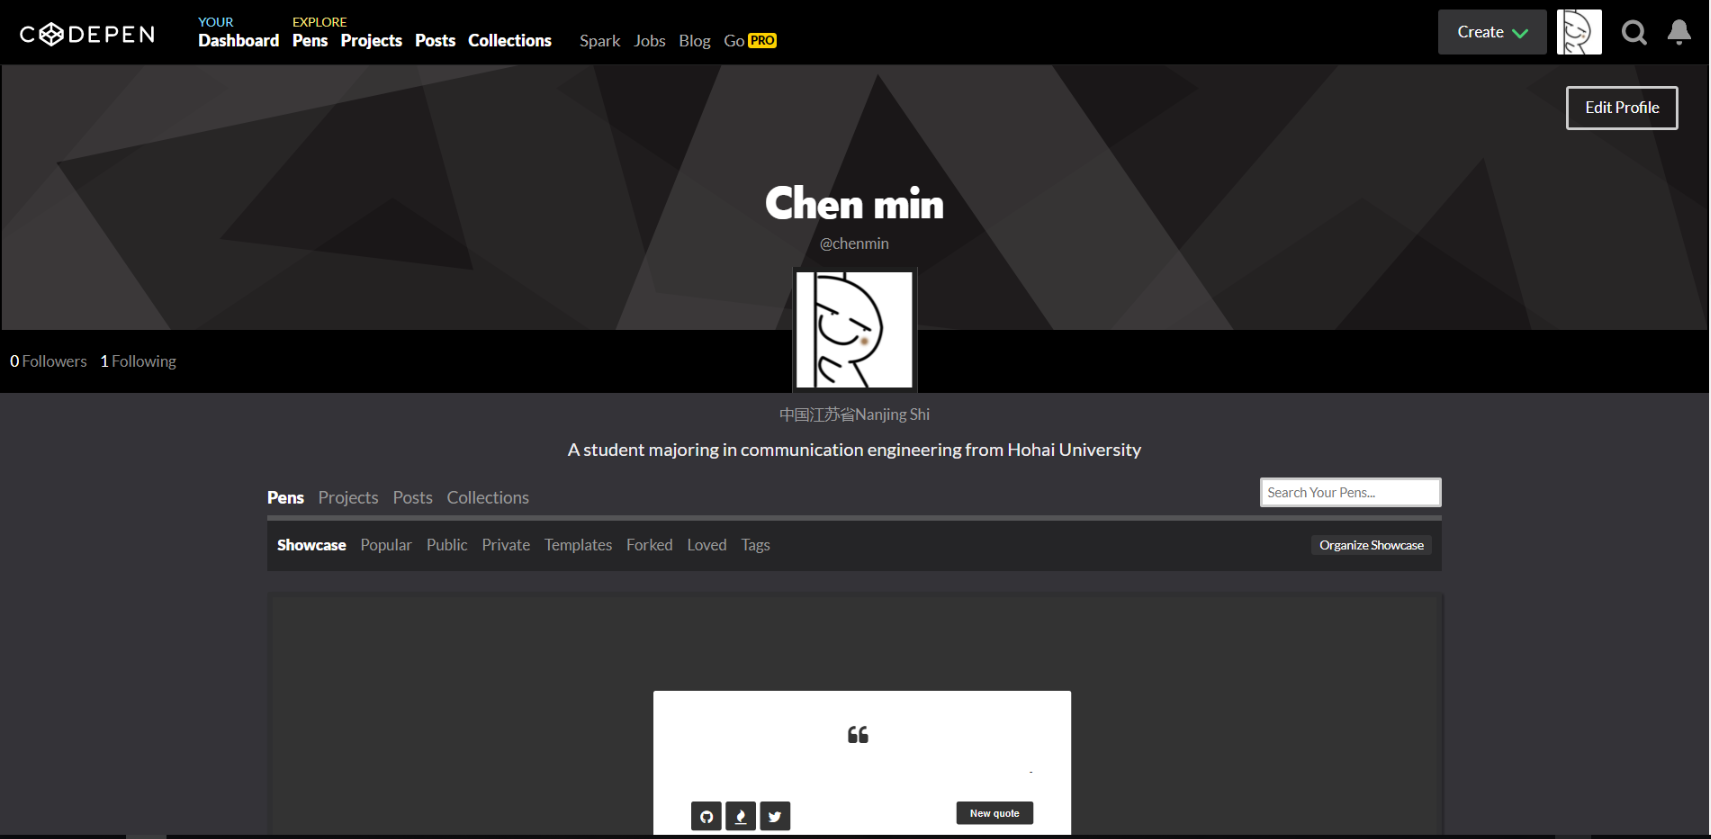 CODEPEN
YOUR
Dashboard
EXPLORE
Pens Projects Posts Collections
Spark Jobs Blog Go PRO
Create
Edit Profile
Chen min
@chenmin
0 Followers 1 Following
中国江苏省Nanjing Shi
A student majoring in communication engineering from Hohai University
Pens Projects Posts Collections
Search Your Pens...
Showcase Popular Public Private Templates Forked Loved Tags
Organize Showcase
“
-
New quote